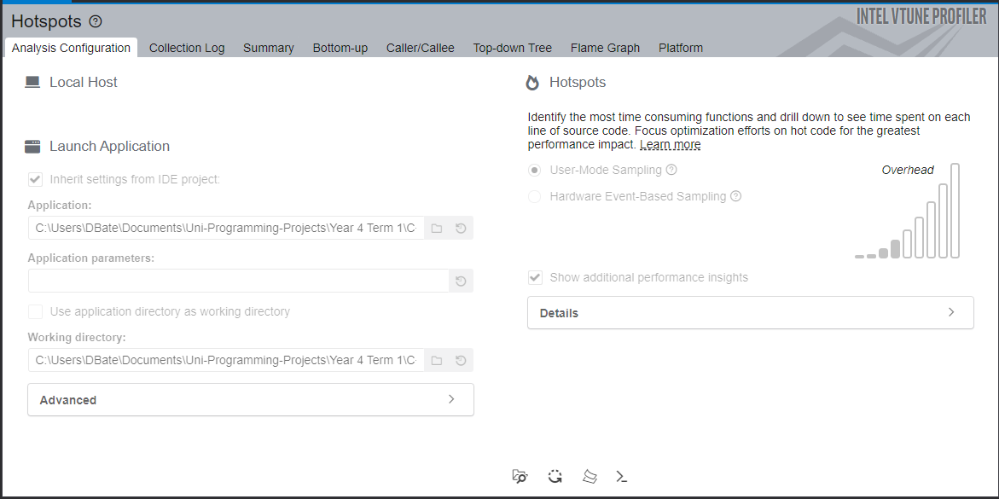 Hotspots
INTEL VTUNE PROFILER
Analysis Configuration Collection Log Summary Bottom-up Caller/Callee Top-down Tree Flame Graph Platform
Local Host
Launch Application
Inherit settings from IDE project:
Application:
C:\Users\DBate\Documents\Uni-Programming-Projects\Year 4 Term 1\C
Application parameters:
Use application directory as working directory
Working directory:
C:\Users\DBate\Documents\Uni-Programming-Projects\Year 4 Term 1\C
Advanced
Hotspots
Identify the most time consuming functions and drill down to see time spent on each
line of source code. Focus optimization efforts on hot code for the greatest
performance impact. Learn more
User-Mode Sampling
Overhead
Hardware Event-Based Sampling
Show additional performance insights
Details